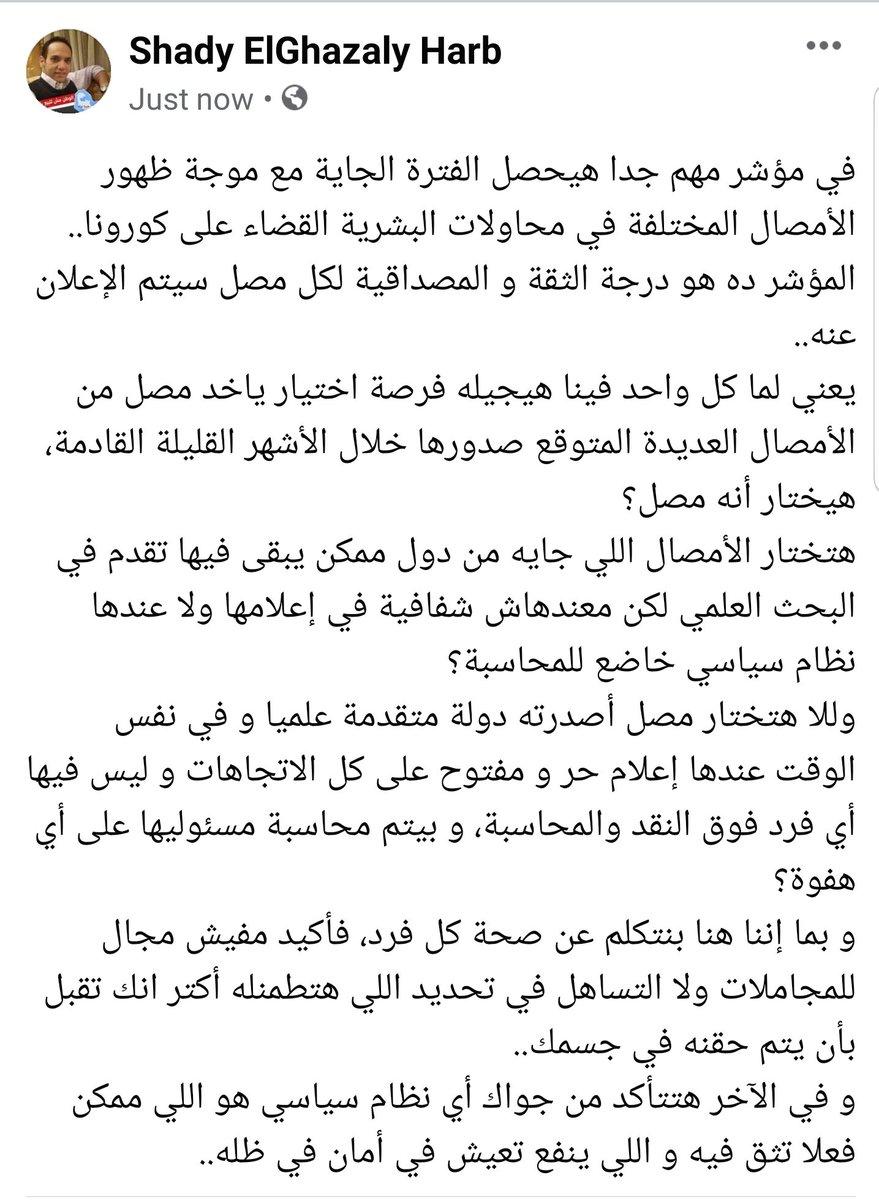 Shady ElGhazaly Harb
Just now
في مؤشر مهم جدا هيحصل الفترة الجاية مع موجة ظهور
الأمصال المختلفة في محاولات البشرية القضاء على كورونا..
المؤشر ده هو درجة الثقة و المصداقية لكل مصل سيتم الإعلان
عنه..
يعني لما كل واحد فينا هيجيله فرصة اختيار ياخد مصل من
الأمصال العديدة المتوقع صدورها خلال الأشهر القليلة القادمة،
هيختار أنه مصل؟
هتختار الأمصال اللي جايه من دول ممكن يبقى فيها تقدم في
البحث العلمي لكن معندهاش شفافية في إعلامها ولا عندها
نظام سياسي خاضع للمحاسبة؟
وللا هتختار مصل أصدرته دولة متقدمة علميا و في نفس
الوقت عندها إعلام حر و مفتوح على كل الاتجاهات و ليس فيها
أي فرد فوق النقد والمحاسبة، و بيتم محاسبة مسئوليها على أي
هفوة؟
و بما إننا هنا بنتكلم عن صحة كل فرد، فأكيد مفيش مجال
للمجاملات ولا التساهل في تحديد اللي هتطمنله أكتر انك تقبل
بأن يتم حقنه في جسمك..
و في الآخر هتتأكد من جواك أي نظام سياسي هو اللي ممكن
فعلا تثق فيه و اللي ينفع تعيش في أمان في ظله..